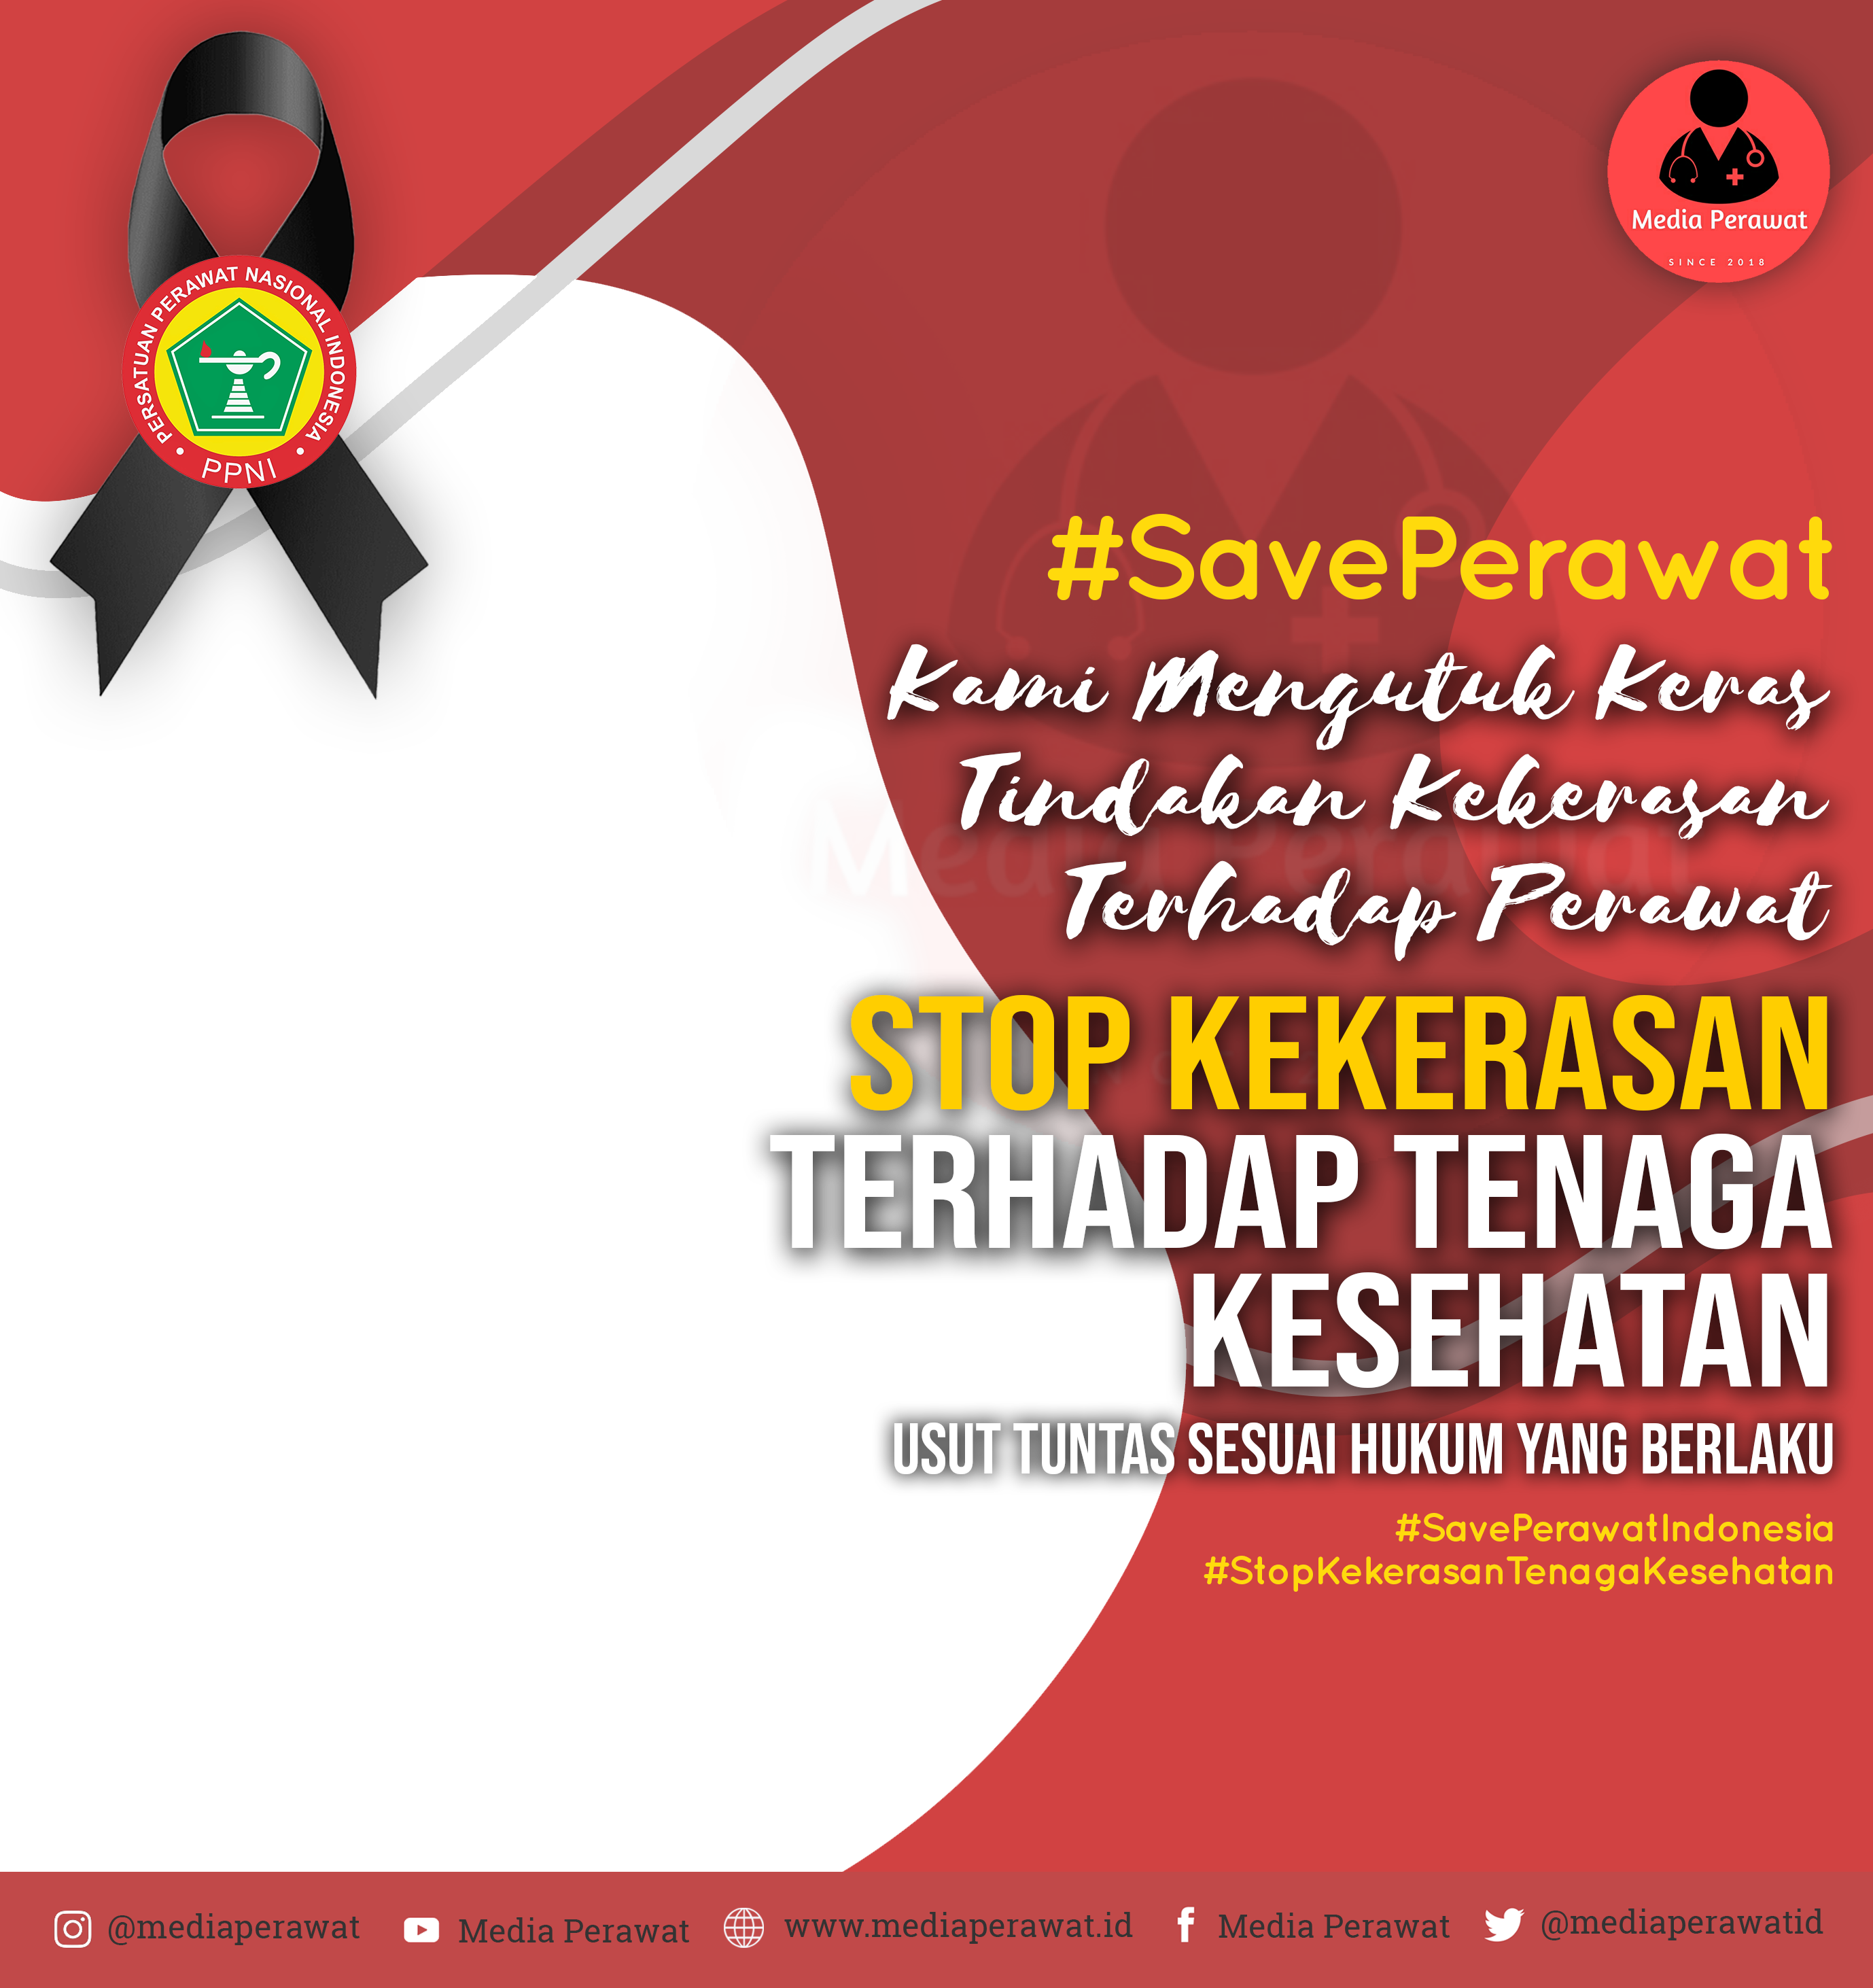 PERSATUAN PERAWAT NASIONAL INDONESIA
PPNI
Media Perawat
SINCE 2018
#SavePerawat
Kami Mengutuk Keras
Tindakan Kekerasan
Terhadap Perawat
Media Perawat
STOP KEKERASAN
TERHADAP TENAGA
KESEHATAN
USUT TUNTAS SESUAI HUKUM YANG BERLAKU
#SavePerawatIndonesia
#StopKekerasanTenagaKesehatan
@mediaperawat
Media Perawat
www.mediaperawat.id
Media Perawat
@mediaperawatid